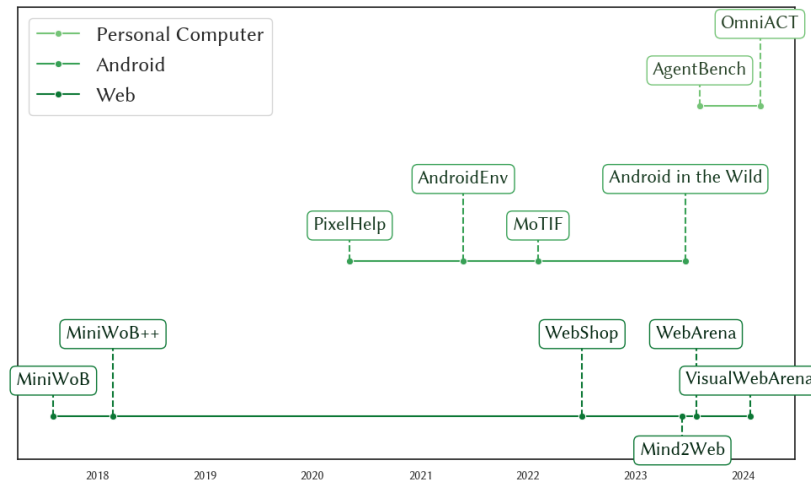 Personal Computer
Android
Web
OmniACT
AgentBench
AndroidEnv
Android in the Wild
PixelHelp
MoTIF
MiniWoB++
WebShop
WebArena
MiniWoB
VisualWebArena
Mind2Web
2018
2019
2020
2021
2022
2023
2024